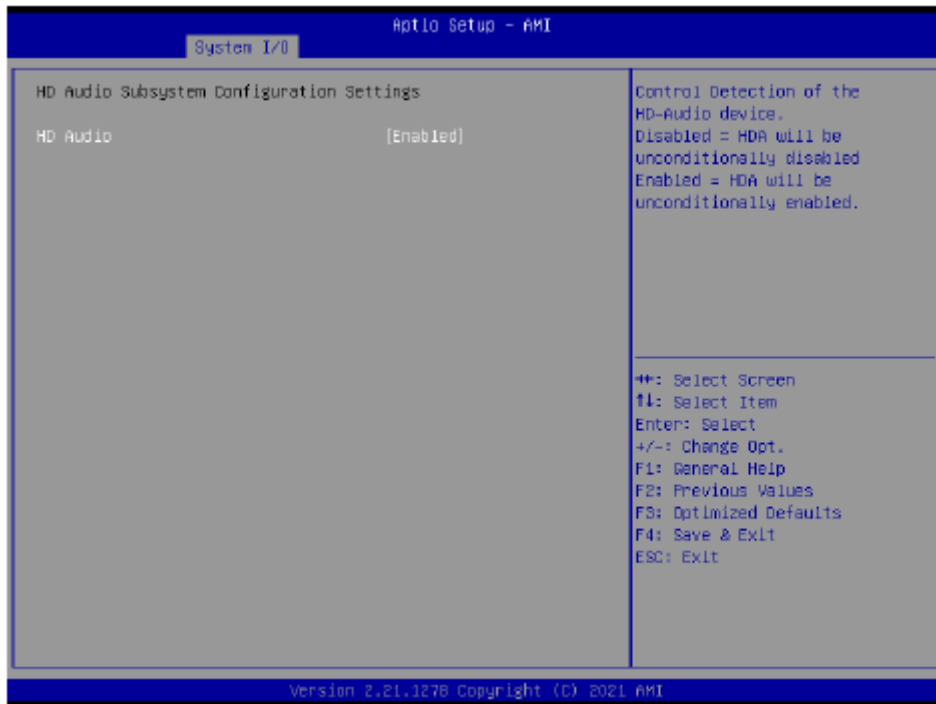 Aptio Setup - AMI
System I/O
HD Audio Subsystem Configuration Settings
HD Audio [Enabled]
Control Detection of the
HD-Audio device.
Disabled = HDA will be
unconditionally disabled
Enabled = HDA will be
unconditionally enabled.
→←: Select Screen
↑↓: Select Item
Enter: Select
+/-: Change Opt.
F1: General Help
F2: Previous Values
F3: Optimized Defaults
F4: Save & Exit
ESC: Exit
Version 2.21.1278 Copyright (C) 2021 AMI